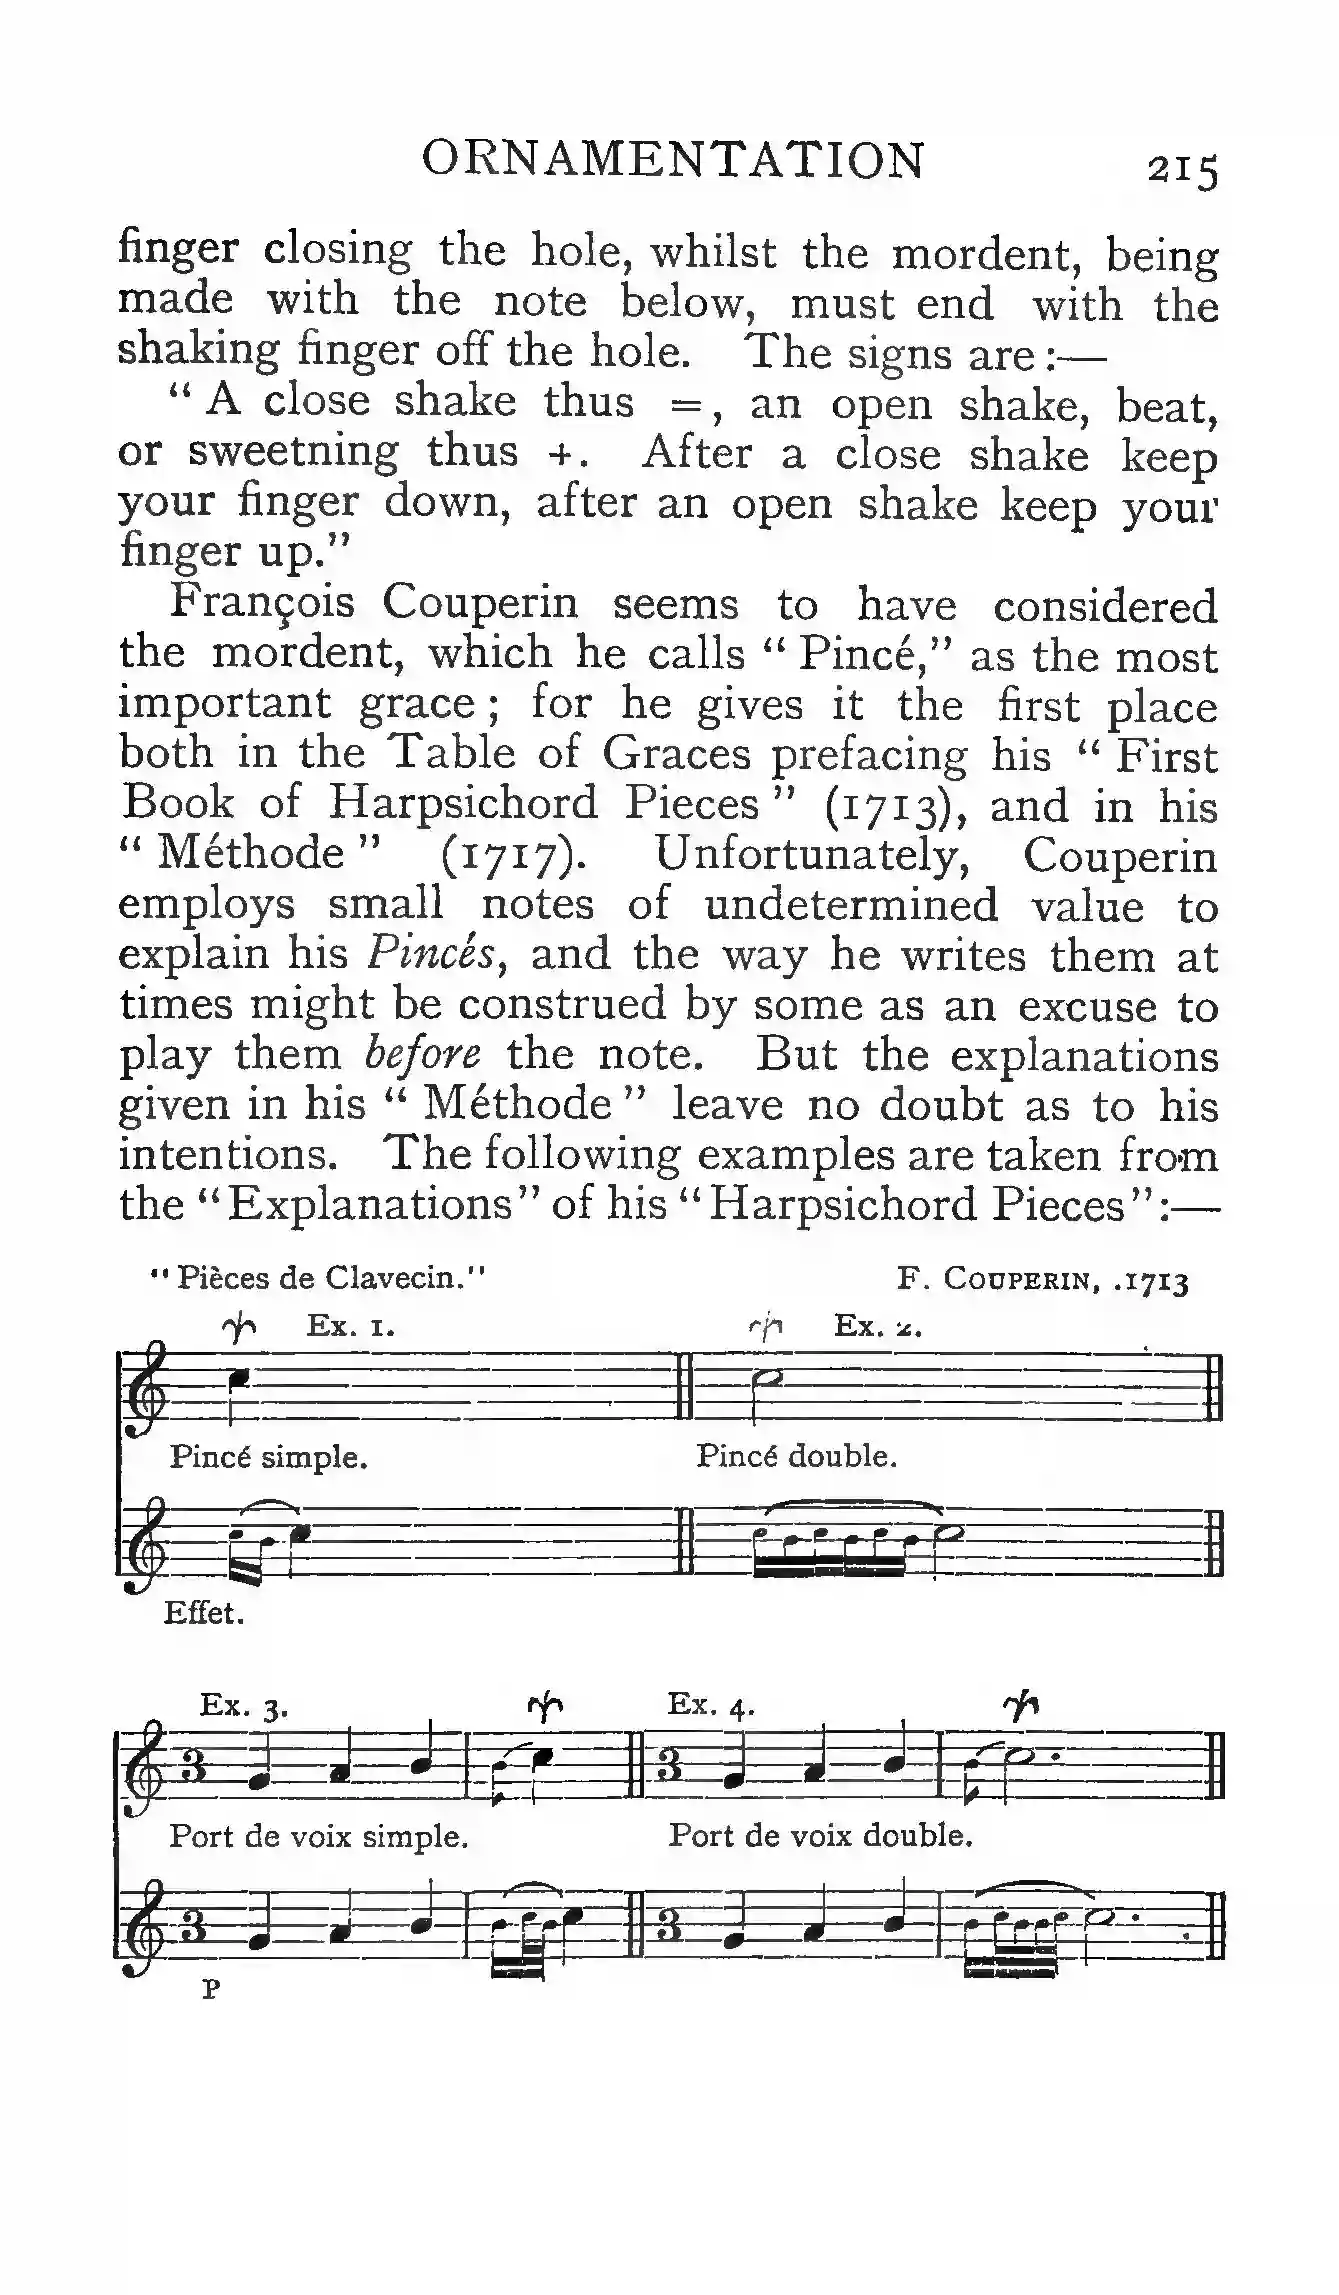 ORNAMENTATION 215
finger closing the hole, whilst the mordent, being
made with the note below, must end with the
shaking finger off the hole. The signs are:—
“ A close shake thus =, an open shake, beat,
or sweetning thus +. After a close shake keep
your finger down, after an open shake keep your
finger up.”
François Couperin seems to have considered
the mordent, which he calls “ Pincé,” as the most
important grace ; for he gives it the first place
both in the Table of Graces prefacing his “ First
Book of Harpsichord Pieces ” (1713), and in his
“ Méthode ” (1717). Unfortunately, Couperin
employs small notes of undetermined value to
explain his Pincés, and the way he writes them at
times might be construed by some as an excuse to
play them before the note. But the explanations
given in his “ Méthode ” leave no doubt as to his
intentions. The following examples are taken from
the “Explanations” of his “Harpsichord Pieces”:—
“ Pièces de Clavecin.” F. COUPERIN, 1713
Ex. 1. Ex. 2.
Pincé simple. Pincé double.
Effet.
Ex. 3. Ex. 4.
3 3
Port de voix simple. Port de voix double.
3 3
P